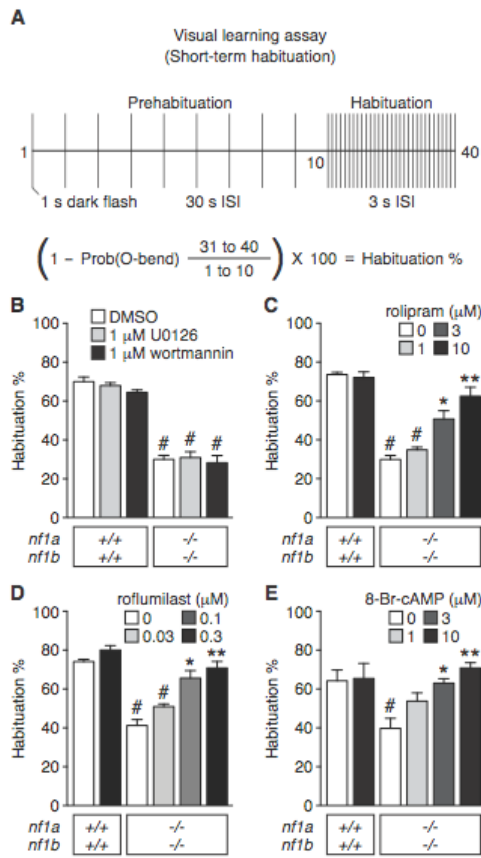 A
Visual learning assay
(Short-term habituation)
Prehabituation
Habituation
1
10
40
1 s dark flash
30 s ISI
3 s ISI
( 1 – Prob(O-bend) 31 to 40 / 1 to 10 ) X 100 = Habituation %
B
DMSO
1 μM U0126
1 μM wortmannin
100
80
60
40
20
0
Habituation %
# # #
nf1a +/+ -/-
nf1b +/+ -/-
C
rolipram (μM)
0 3
1 10
100
80
60
40
20
0
Habituation %
# # * **
nf1a +/+ -/-
nf1b +/+ -/-
D
roflumilast (μM)
0 0.1
0.03 0.3
100
80
60
40
20
0
Habituation %
# # * **
nf1a +/+ -/-
nf1b +/+ -/-
E
8-Br-cAMP (μM)
0 3
1 10
100
80
60
40
20
0
Habituation %
# * **
nf1a +/+ -/-
nf1b +/+ -/-